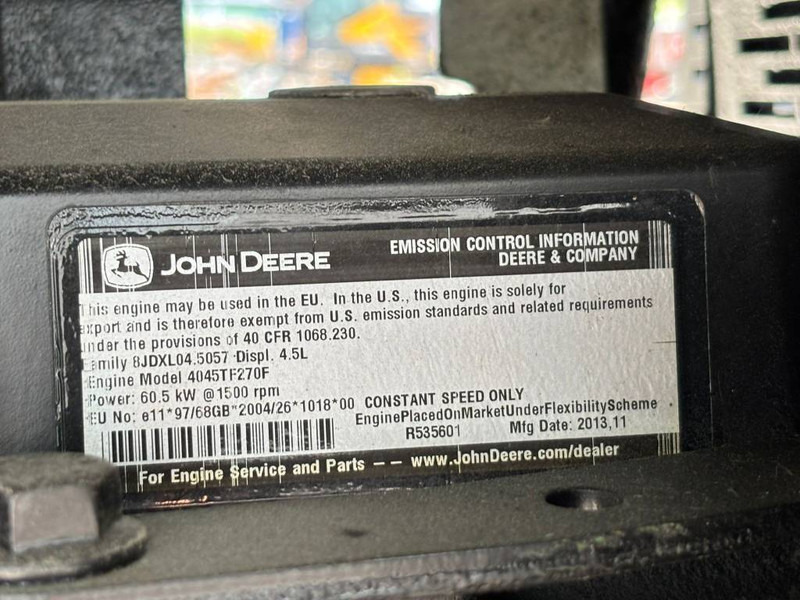 JOHN DEERE
EMISSION CONTROL INFORMATION
DEERE & COMPANY
This engine may be used in the EU. In the U.S., this engine is solely for
export and is therefore exempt from U.S. emission standards and related requirements
under the provisions of 40 CFR 1068.230.
Family 8JDXL04.5057 Displ. 4.5L
Engine Model 4045TF270F
Power: 60.5 kW @1500 rpm
EU No: e11*97/68GB*2004/26*1018*00 CONSTANT SPEED ONLY
EnginePlacedOnMarketUnderFlexibilityScheme
R535601 Mfg Date: 2013,11
For Engine Service and Parts -- www.JohnDeere.com/dealer